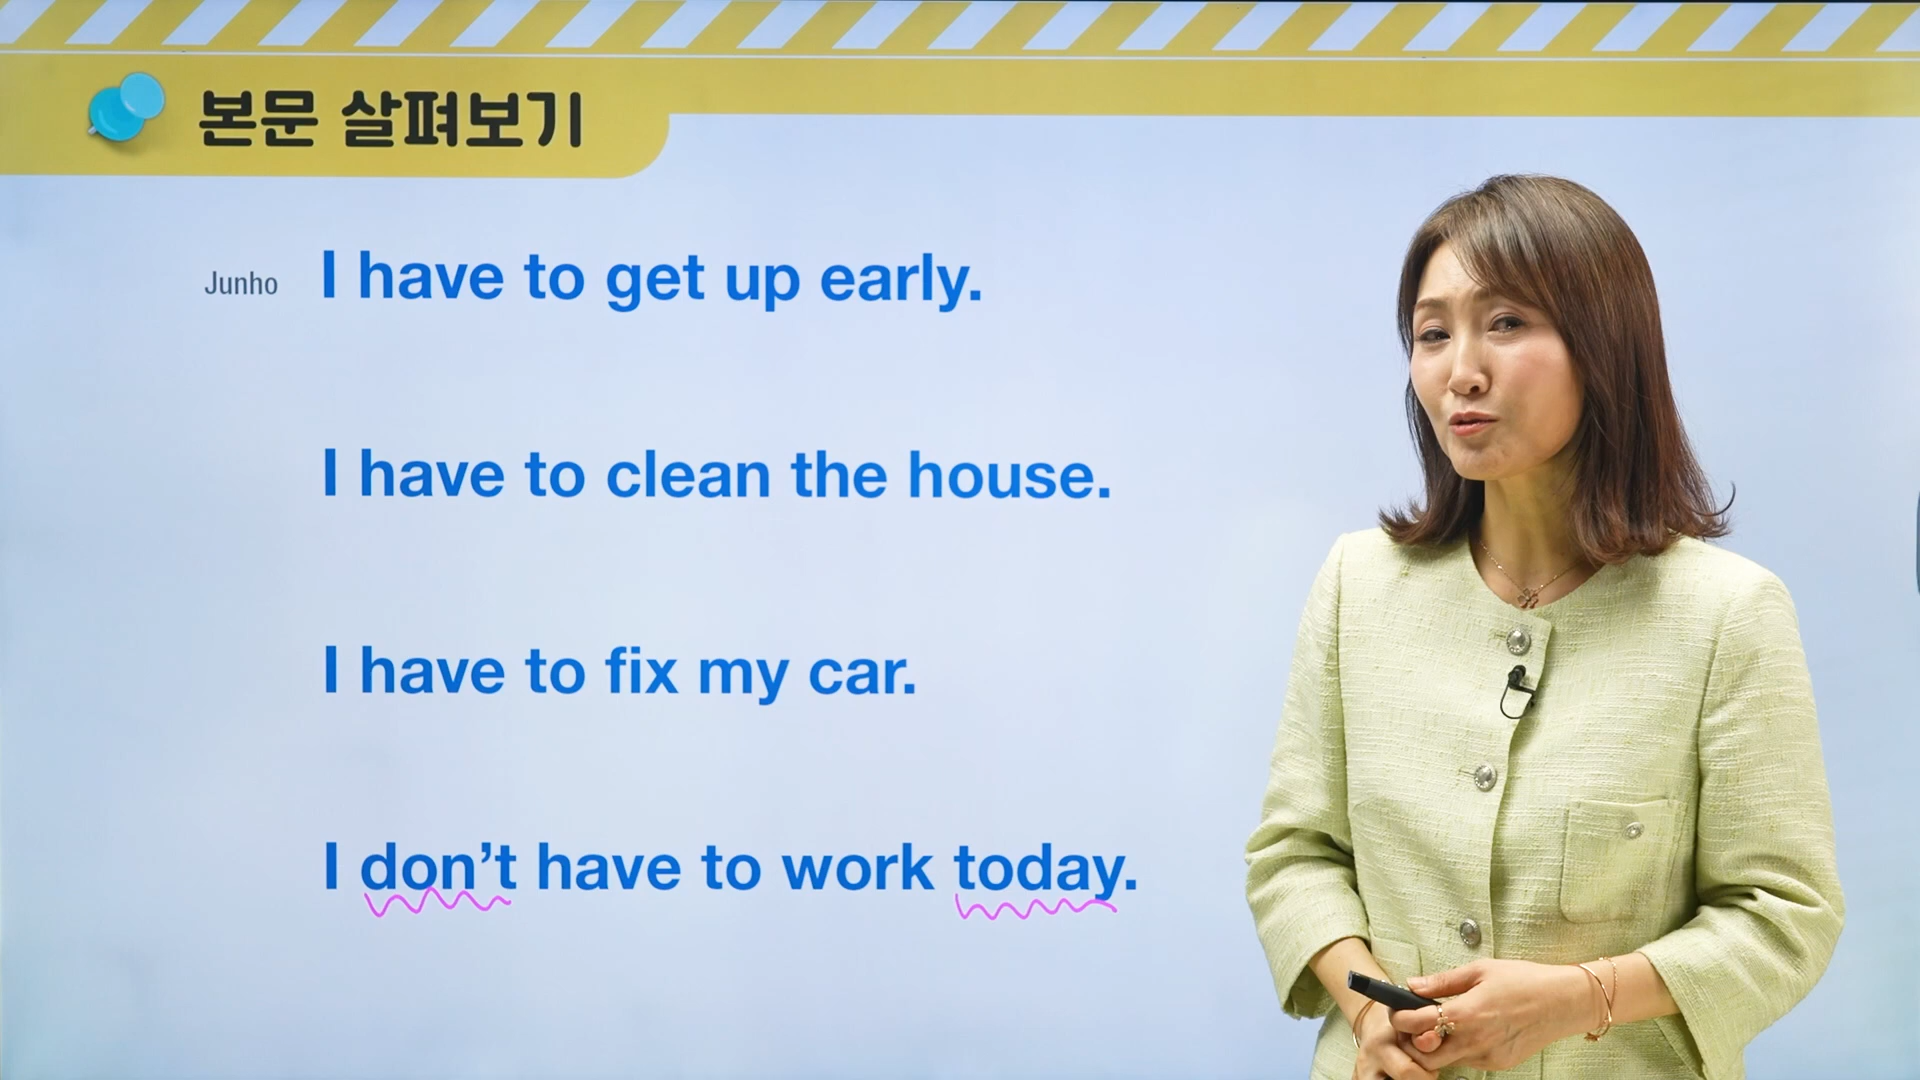 본문 살펴보기
Junho I have to get up early.
I have to clean the house.
I have to fix my car.
I don't have to work today.